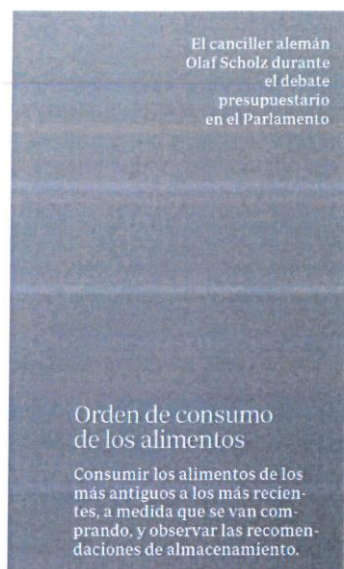 El canciller alemán
Olaf Scholz durante
el debate
presupuestario
en el Parlamento
Orden de consumo
de los alimentos
Consumir los alimentos de los
más antiguos a los más recien-
tes, a medida que se van com-
prando, y observar las recomen-
daciones de almacenamiento.